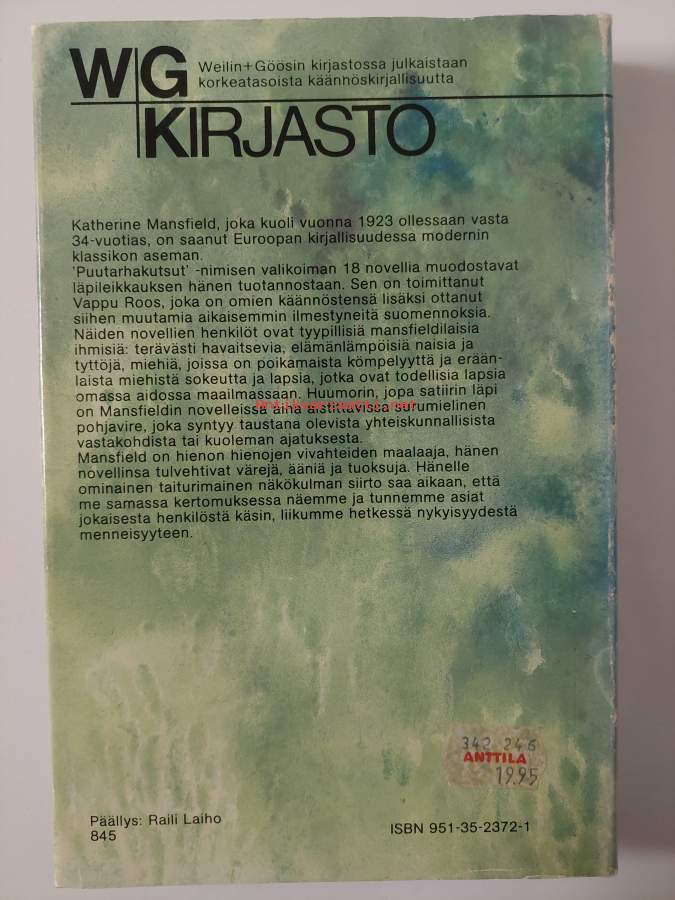 WG Weilin+Göösin kirjastossa julkaistaan
korkeatasoista käännöskirjallisuutta
KIRJASTO
Katherine Mansfield, joka kuoli vuonna 1923 ollessaan vasta
34-vuotias, on saanut Euroopan kirjallisuudessa modernin
klassikon aseman.
'Puutarhakutsut' -nimisen valikoiman 18 novellia muodostavat
läpileikkauksen hänen tuotannostaan. Sen on toimittanut
Vappu Roos, joka on omien käännöstensä lisäksi ottanut
siihen muutamia aikaisemmin ilmestyneitä suomennoksia.
Näiden novellien henkilöt ovat tyypillisiä mansfieldilaisia
ihmisiä: terävästi havaitsevia, elämänlämpöisiä naisia ja
tyttöjä, miehiä, joissa on poikamaista kömpelyyttä ja erään-
laista miehistä sokeutta ja lapsia, jotka ovat todellisia lapsia
omassa aidossa maailmassaan. Huumorin, jopa satiirin läpi
on Mansfieldin novelleissa aina aistittavissa surumielinen
pohjavire, joka syntyy taustana olevista yhteiskunnallisista
vastakohdista tai kuoleman ajatuksesta.
Mansfield on hienon hienojen vivahteiden maalaaja, hänen
novellinsa tulvehtivat värejä, ääniä ja tuoksuja. Hänelle
ominainen taiturimainen näkökulman siirto saa aikaan, että
me samassa kertomuksessa näemme ja tunnemme asiat
jokaisesta henkilöstä käsin, liikumme hetkessä nykyisyydestä
menneisyyteen.
342 246
ANTTILA
19.95
Päällys: Raili Laiho
845
ISBN 951-35-2372-1